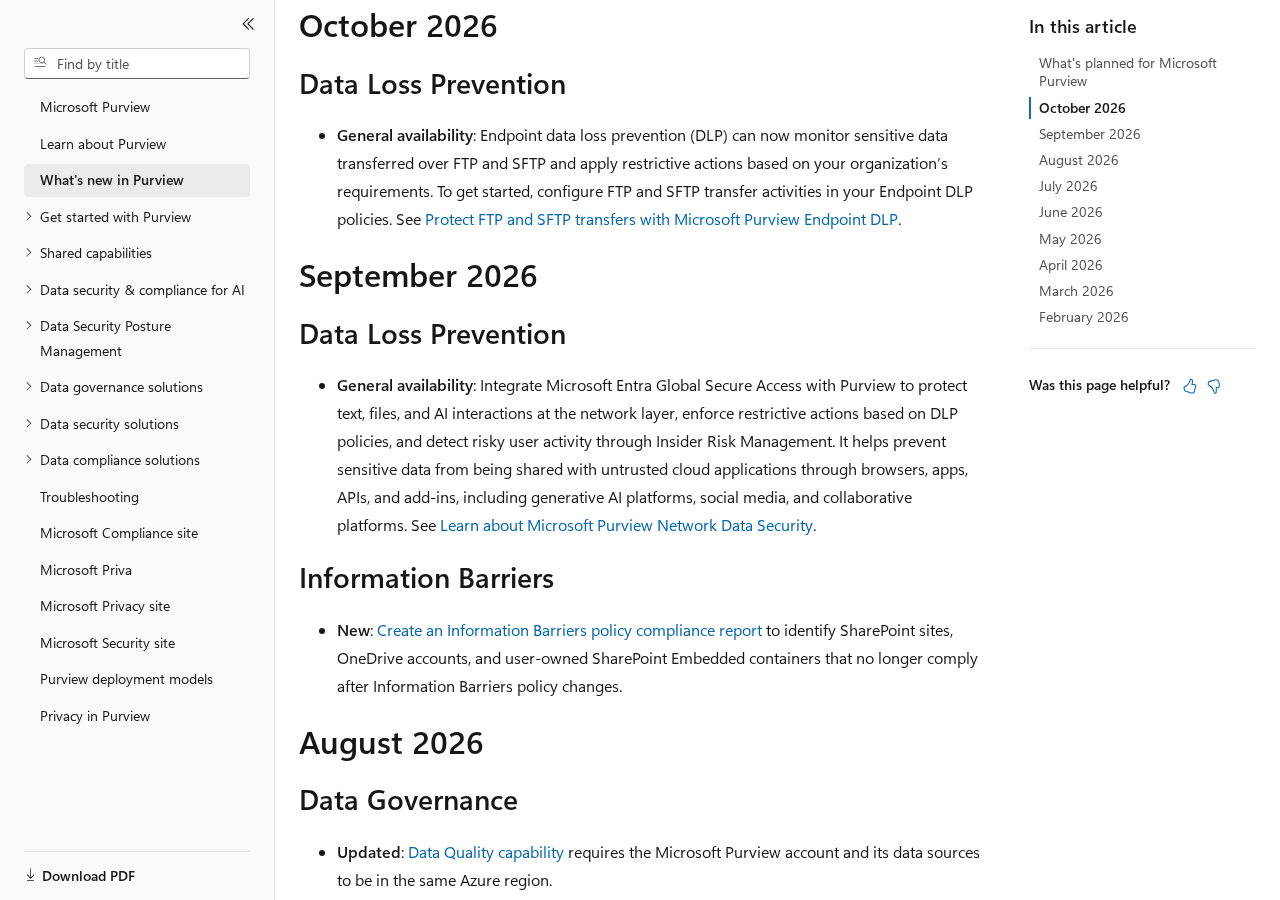 Find by title
Microsoft Purview
Learn about Purview
What's new in Purview
Get started with Purview
Shared capabilities
Data security & compliance for AI
Data Security Posture
Management
Data governance solutions
Data security solutions
Data compliance solutions
Troubleshooting
Microsoft Compliance site
Microsoft Priva
Microsoft Privacy site
Microsoft Security site
Purview deployment models
Privacy in Purview
Download PDF
October 2026
Data Loss Prevention
General availability: Endpoint data loss prevention (DLP) can now monitor sensitive data
transferred over FTP and SFTP and apply restrictive actions based on your organization's
requirements. To get started, configure FTP and SFTP transfer activities in your Endpoint DLP
policies. See Protect FTP and SFTP transfers with Microsoft Purview Endpoint DLP.
September 2026
Data Loss Prevention
General availability: Integrate Microsoft Entra Global Secure Access with Purview to protect
text, files, and AI interactions at the network layer, enforce restrictive actions based on DLP
policies, and detect risky user activity through Insider Risk Management. It helps prevent
sensitive data from being shared with untrusted cloud applications through browsers, apps,
APIs, and add-ins, including generative AI platforms, social media, and collaborative
platforms. See Learn about Microsoft Purview Network Data Security.
Information Barriers
New: Create an Information Barriers policy compliance report to identify SharePoint sites,
OneDrive accounts, and user-owned SharePoint Embedded containers that no longer comply
after Information Barriers policy changes.
August 2026
Data Governance
Updated: Data Quality capability requires the Microsoft Purview account and its data sources
to be in the same Azure region.
In this article
What's planned for Microsoft
Purview
October 2026
September 2026
August 2026
July 2026
June 2026
May 2026
April 2026
March 2026
February 2026
Was this page helpful?